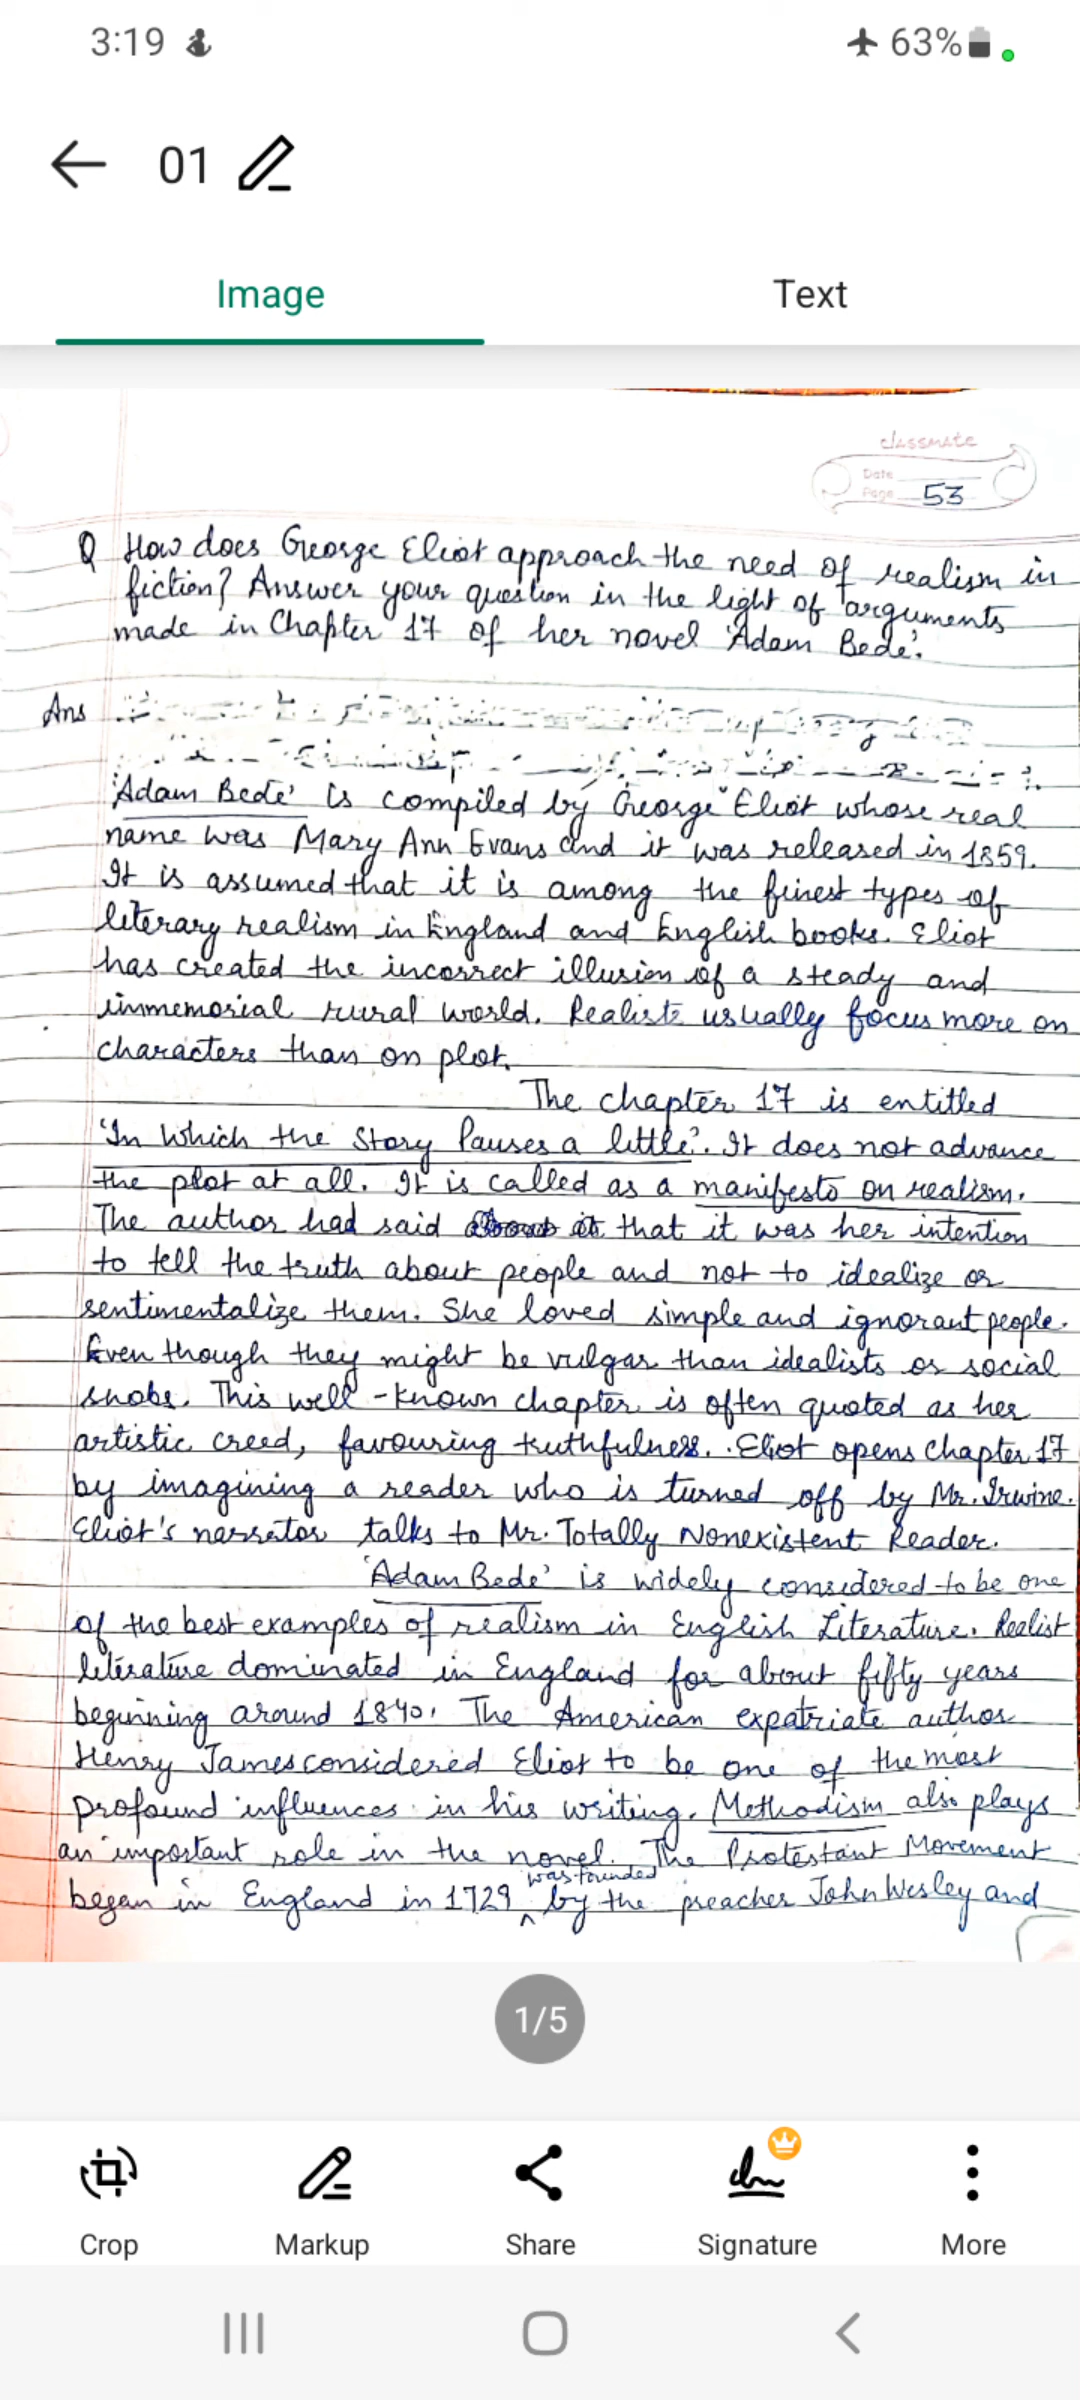 3:19
63%
01
Image
Text
classmate
Date
Page 53
Q How does George Eliot approach the need of realism in
fiction? Answer your question in the light of arguments
made in Chapter 17 of her novel 'Adam Bede'.
Ans
'Adam Bede' is compiled by George Eliot whose real
name was Mary Ann Evans and it was released in 1859.
It is assumed that it is among the finest types of
literary realism in England and English books. Eliot
has created the incorrect illusion of a steady and
immemorial rural world. Realists usually focus more on
characters than on plot.
The chapter 17 is entitled
'In Which the Story Pauses a little'. It does not advance
the plot at all. It is called as a manifesto on realism.
The author had said that it was her intention
to tell the truth about people and not to idealize or
sentimentalize them. She loved simple and ignorant people.
Even though they might be vulgar than idealists or social
snobs. This well-known chapter is often quoted as her
artistic creed, favouring truthfulness. Eliot opens Chapter 17
by imagining a reader who is turned off by Mr. Irwine.
Eliot's narrator talks to Mr. Totally Nonexistent Reader.
'Adam Bede' is widely considered to be one
of the best examples of realism in English Literature. Realist
literature dominated in England for about fifty years
beginning around 1840. The American expatriate author
Henry James considered Eliot to be one of the most
profound influences in his writing. Methodism also plays
an important role in the novel. The Protestant Movement
began in England in 1729 was founded by the preacher John Wesley and
1/5
Crop
Markup
Share
Signature
More